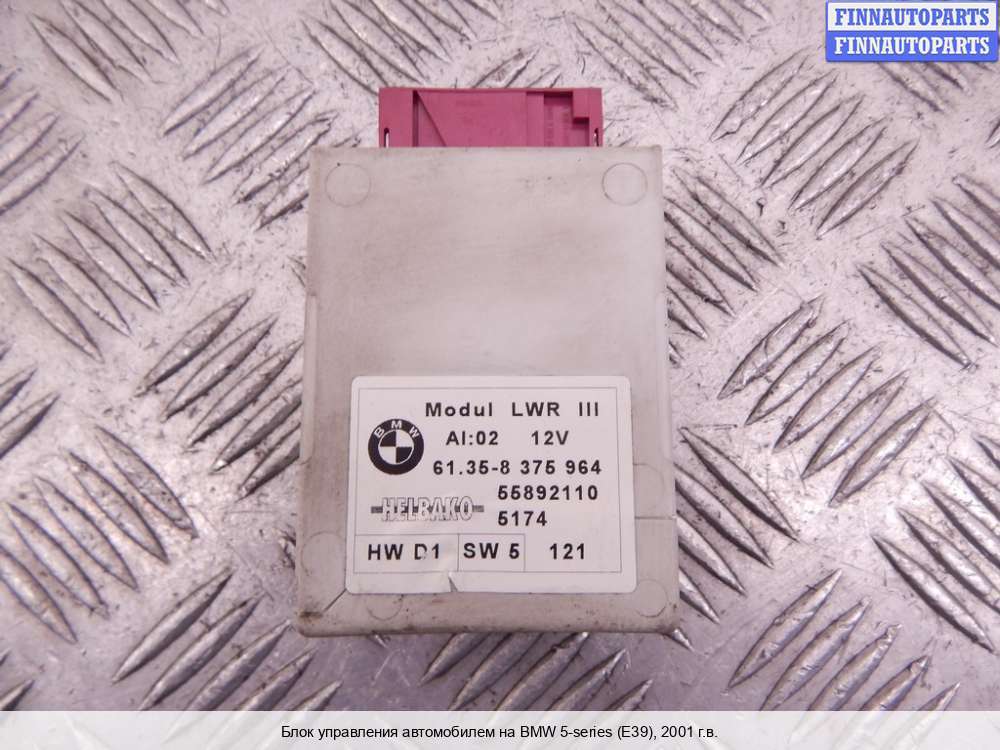 FINNAUTOPARTS
FINNAUTOPARTS
Modul LWR III
BMW
AI:02 12V
61.35-8 375 964
55892110
HELBAKO
5174
HW D1 SW 5 121
Блок управления автомобилем на BMW 5-series (E39), 2001 г.в.